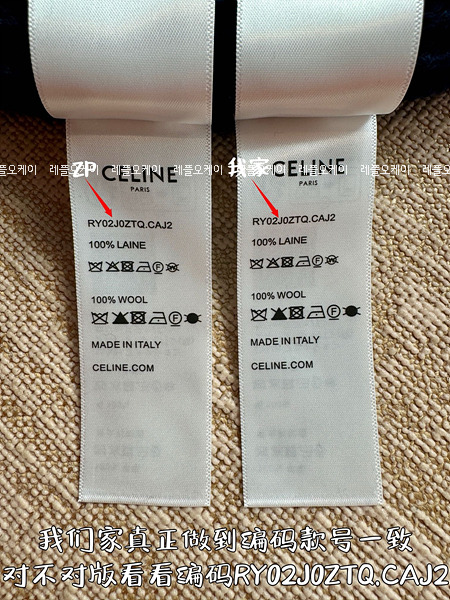 레플오케이 레플오케이 레플오케이 레플오케이 레플오케이 레플오케이
ZP
CELINE
PARIS
RY02J0ZTQ.CAJ2
100% LAINE
100% WOOL
MADE IN ITALY
CELINE.COM
我家
CELINE
PARIS
RY02J0ZTQ.CAJ2
100% LAINE
100% WOOL
MADE IN ITALY
CELINE.COM
我们家真正做到编码款号一致
对不对版看看编码RY02J0ZTQ.CAJ2